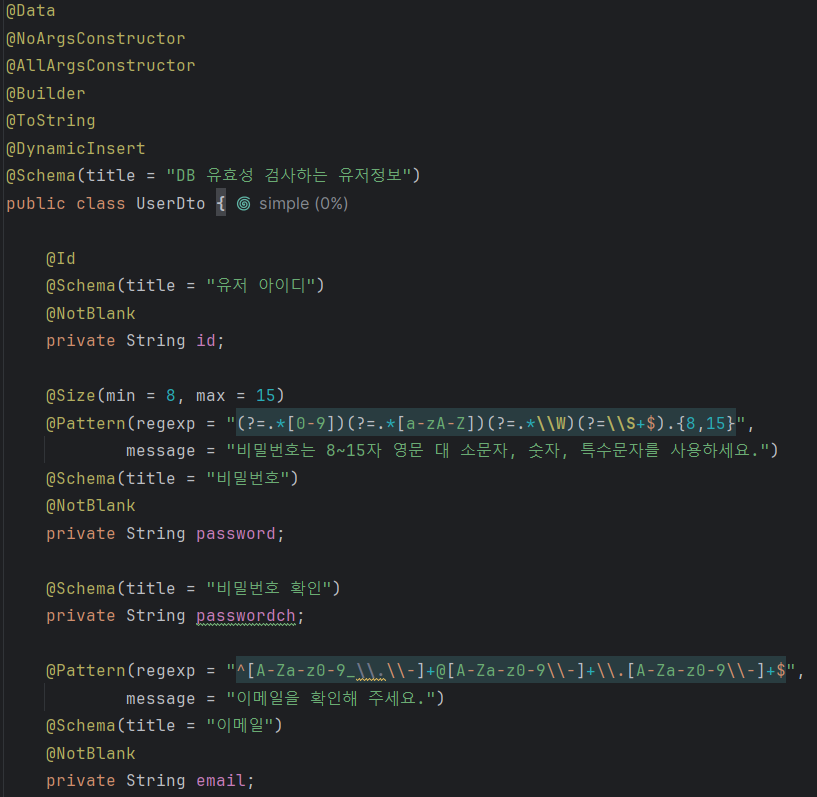 @Data
@NoArgsConstructor
@AllArgsConstructor
@Builder
@ToString
@DynamicInsert
@Schema(title = "DB 유효성 검사하는 유저정보")
public class UserDto { simple (0%)
@Id
@Schema(title = "유저 아이디")
@NotBlank
private String id;
@Size(min = 8, max = 15)
@Pattern(regexp = "(?=.*[0-9])(?=.*[a-zA-Z])(?=.*\\W)(?=\\S+$).{8,15}",
message = "비밀번호는 8~15자 영문 대 소문자, 숫자, 특수문자를 사용하세요.")
@Schema(title = "비밀번호")
@NotBlank
private String password;
@Schema(title = "비밀번호 확인")
private String passwordch;
@Pattern(regexp = "^[A-Za-z0-9_\\.\\-]+@[A-Za-z0-9\\-]+\\.[A-Za-z0-9\\-]+$",
message = "이메일을 확인해 주세요.")
@Schema(title = "이메일")
@NotBlank
private String email;